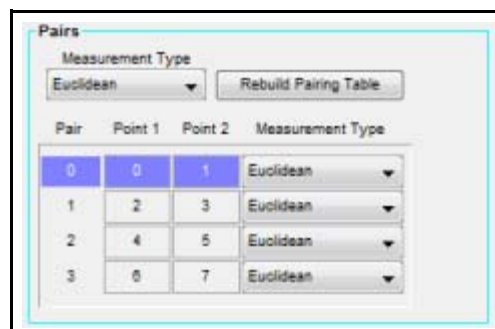 Pairs
Measurement Type
Euclidean Rebuild Pairing Table
Pair Point 1 Point 2 Measurement Type
0 0 1 Euclidean
1 2 3 Euclidean
2 4 5 Euclidean
3 6 7 Euclidean